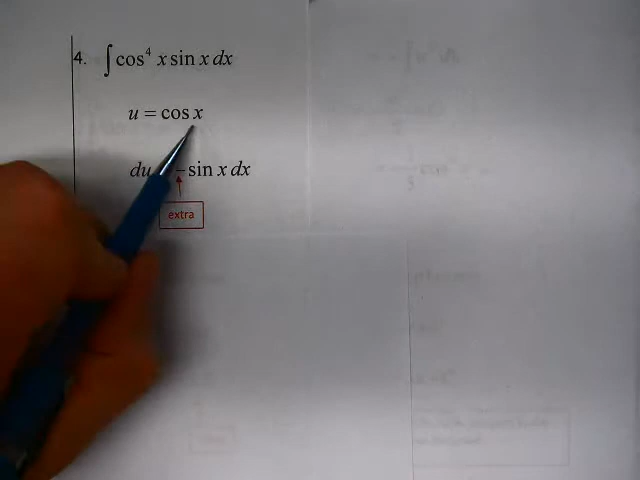 4. ∫ cos⁴ x sin x dx
u = cos x
du − sin x dx
extra